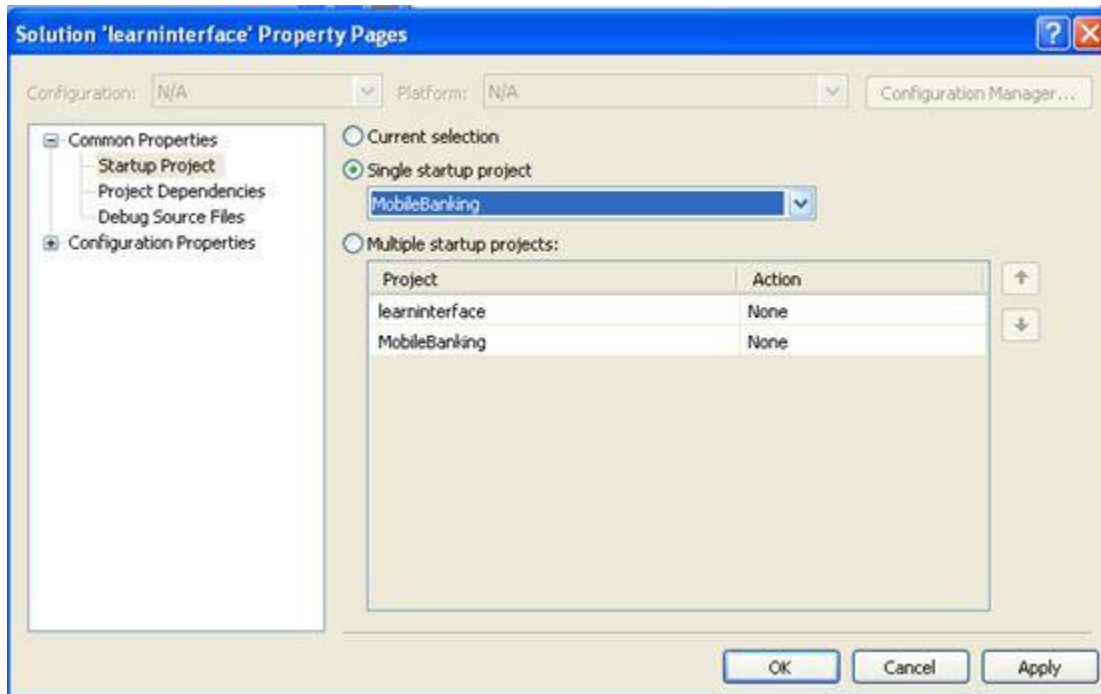 Solution 'learninterface' Property Pages
Configuration: N/A Platform: N/A Configuration Manager...
Common Properties
Startup Project
Project Dependencies
Debug Source Files
Configuration Properties
Current selection
Single startup project
MobileBanking
Multiple startup projects:
Project Action
learninterface None
MobileBanking None
OK Cancel Apply